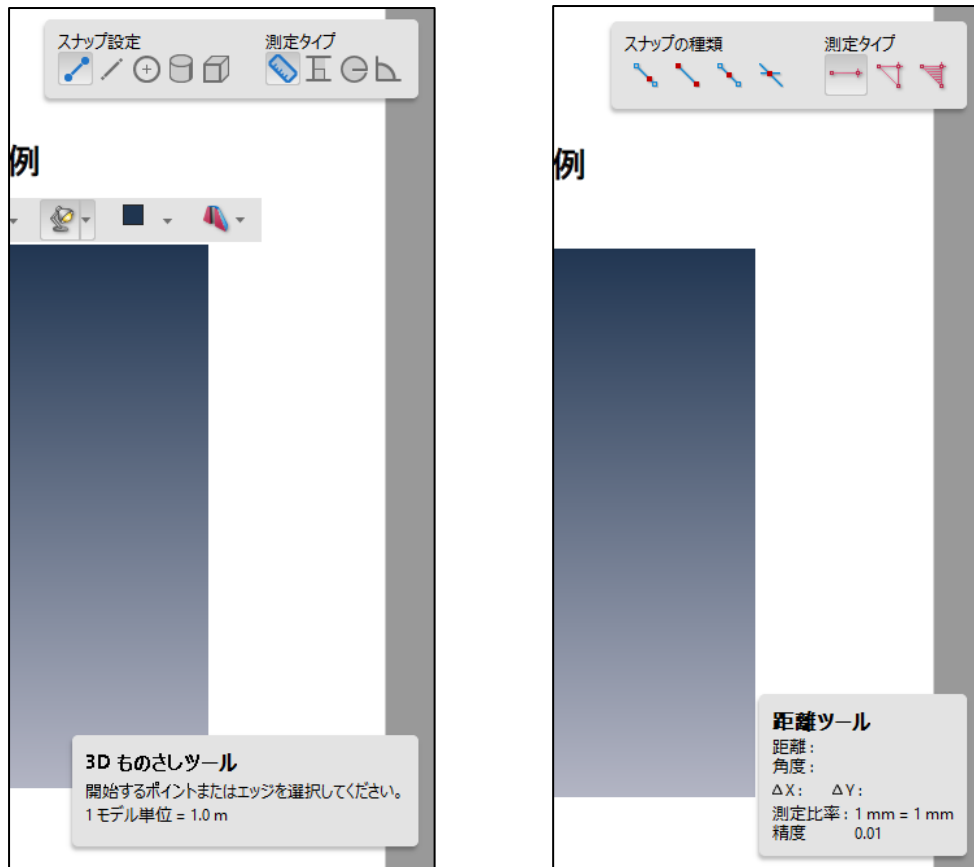 スナップ設定
測定タイプ
例
3D ものさしツール
開始するポイントまたはエッジを選択してください。
1 モデル単位 = 1.0 m
スナップの種類
測定タイプ
例
距離ツール
距離 :
角度 :
ΔX : ΔY :
測定比率 : 1 mm = 1 mm
精度 0.01